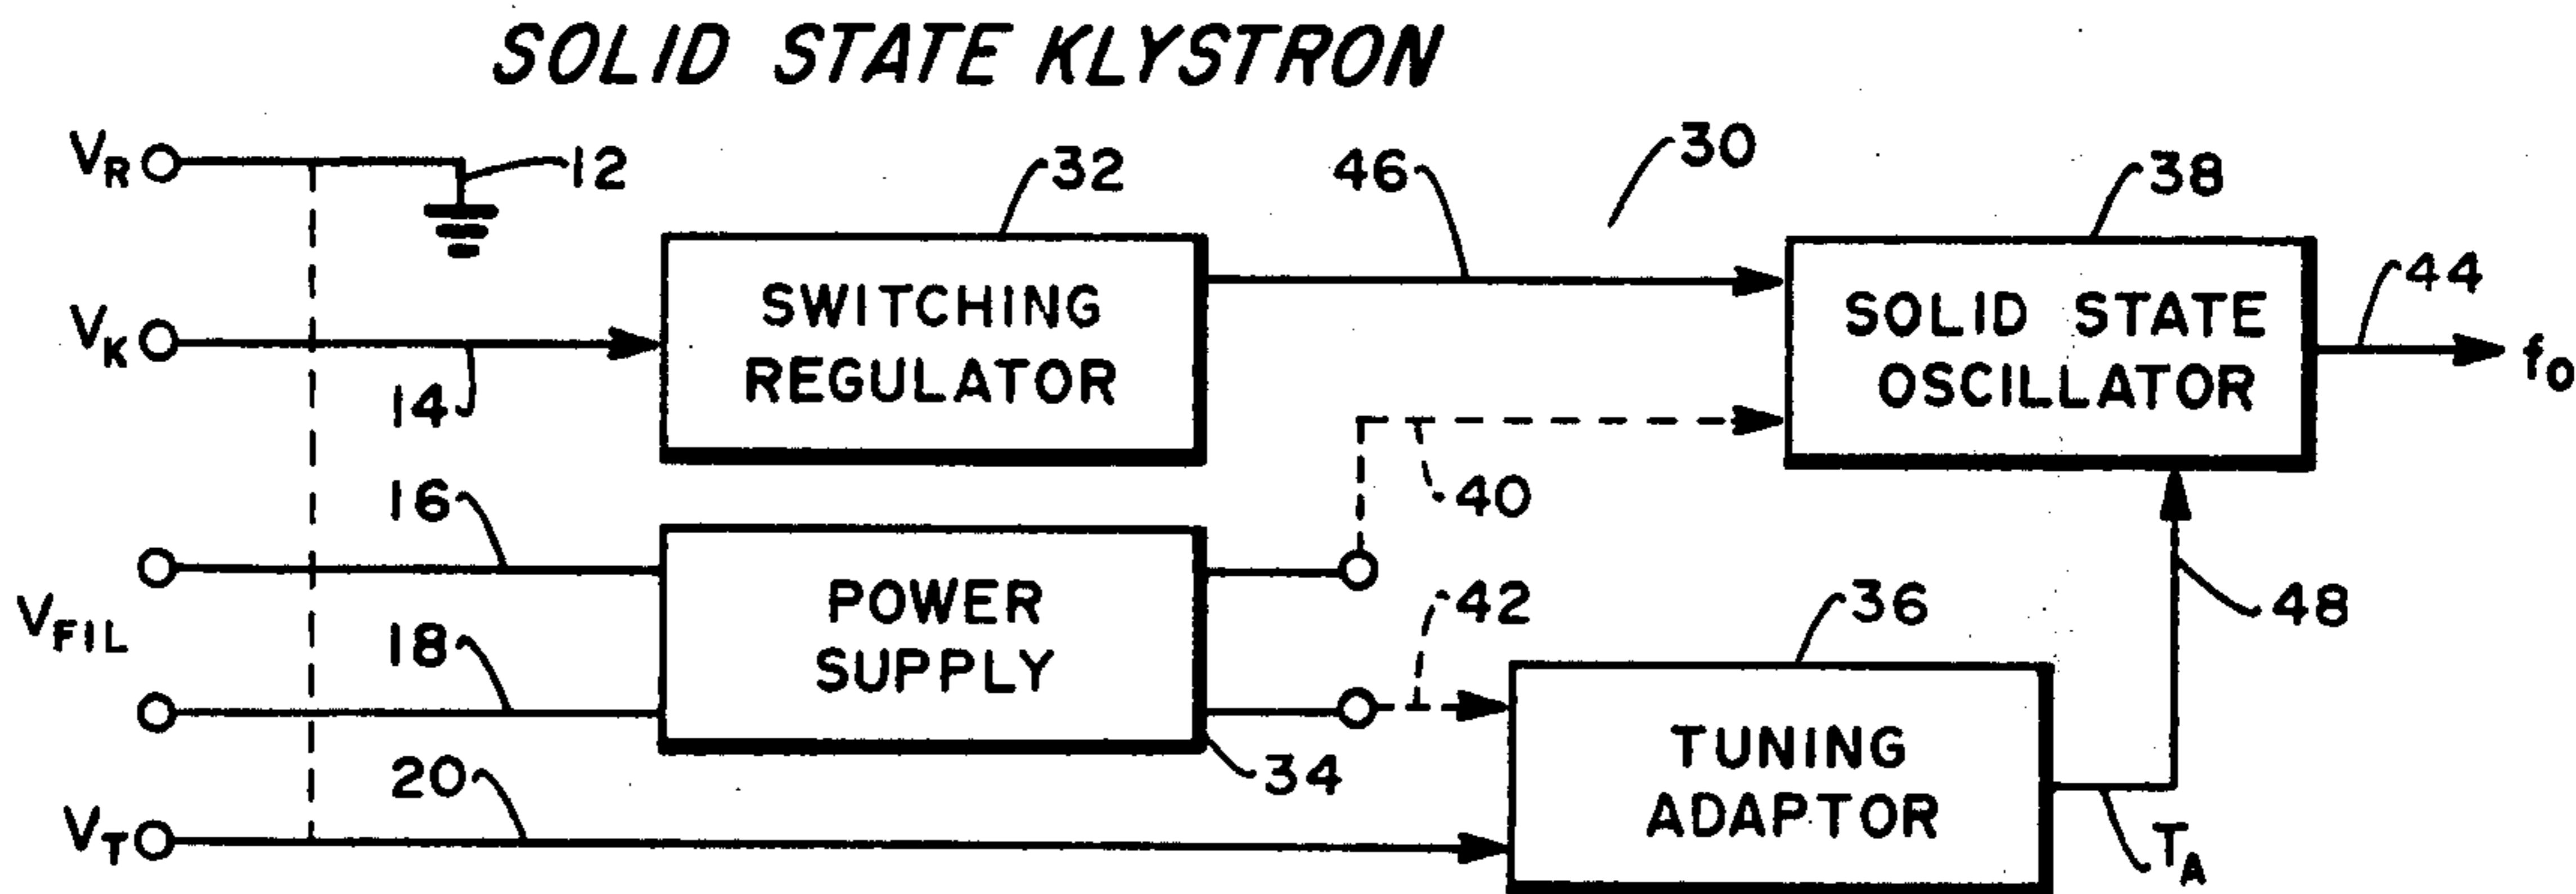 SOLID STATE KLYSTRON
VR
12
32
46
30
38
VK
14
SWITCHING
REGULATOR
SOLID STATE
OSCILLATOR
44
fo
16
40
VFIL
18
POWER
SUPPLY
42
36
48
34
VT
20
TUNING
ADAPTOR
TA